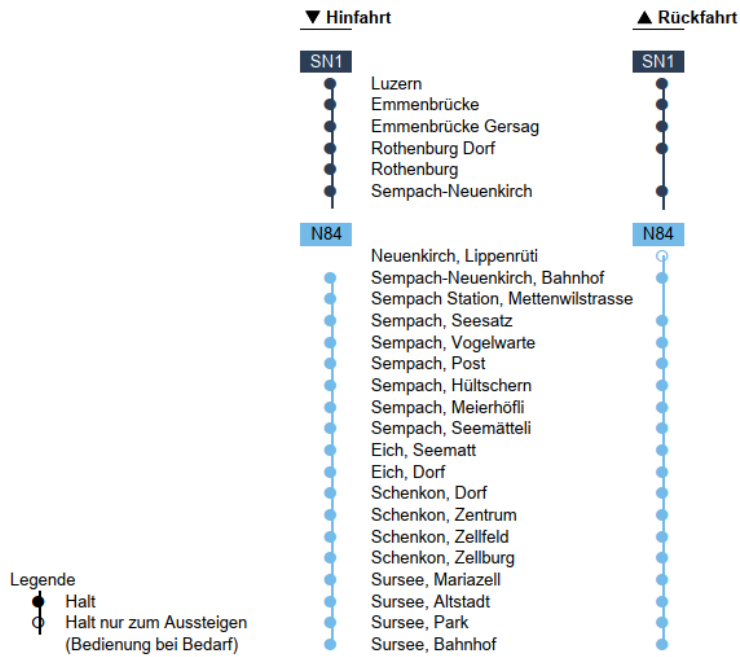 ▼ Hinfahrt
▲ Rückfahrt
SN1
SN1
Luzern
Emmenbrücke
Emmenbrücke Gersag
Rothenburg Dorf
Rothenburg
Sempach-Neuenkirch
N84
N84
Neuenkirch, Lippenrüti
Sempach-Neuenkirch, Bahnhof
Sempach Station, Mettenwilstrasse
Sempach, Seesatz
Sempach, Vogelwarte
Sempach, Post
Sempach, Hültschern
Sempach, Meierhöfli
Sempach, Seemätteli
Eich, Seematt
Eich, Dorf
Schenkon, Dorf
Schenkon, Zentrum
Schenkon, Zellfeld
Schenkon, Zellburg
Sursee, Mariazell
Sursee, Altstadt
Sursee, Park
Sursee, Bahnhof
Legende
Halt
Halt nur zum Aussteigen
(Bedienung bei Bedarf)